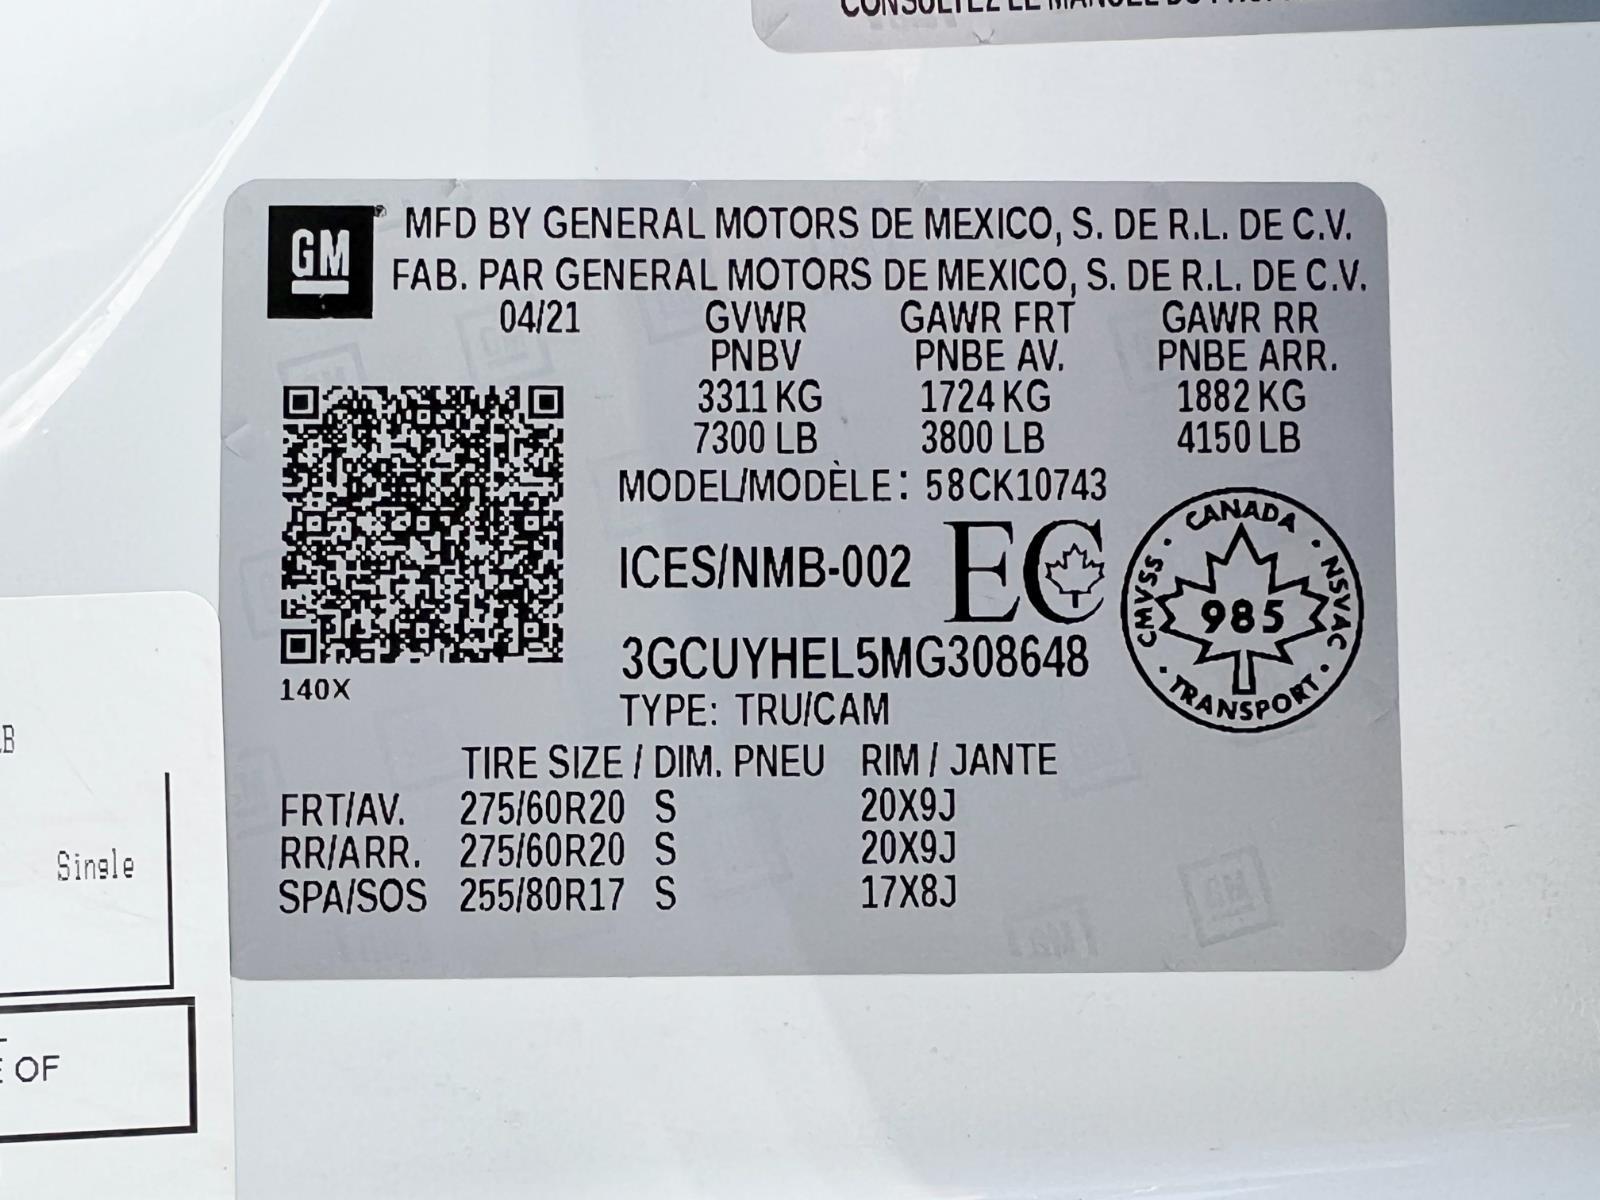 CONSULTEZ LE MANUEL DU
GM
MFD BY GENERAL MOTORS DE MEXICO, S. DE R.L. DE C.V.
FAB. PAR GENERAL MOTORS DE MEXICO, S. DE R.L. DE C.V.
04/21 GVWR GAWR FRT GAWR RR
PNBV PNBE AV. PNBE ARR.
3311 KG 1724 KG 1882 KG
7300 LB 3800 LB 4150 LB
MODEL/MODÈLE: 58CK10743
ICES/NMB-002 EC
CANADA
CMVSS · 985 · NSVAC
TRANSPORT
3GCUYHEL5MG308648
140X
TYPE: TRU/CAM
TIRE SIZE / DIM. PNEU RIM / JANTE
FRT/AV. 275/60R20 S 20X9J
RR/ARR. 275/60R20 S 20X9J
SPA/SOS 255/80R17 S 17X8J
Single
OF